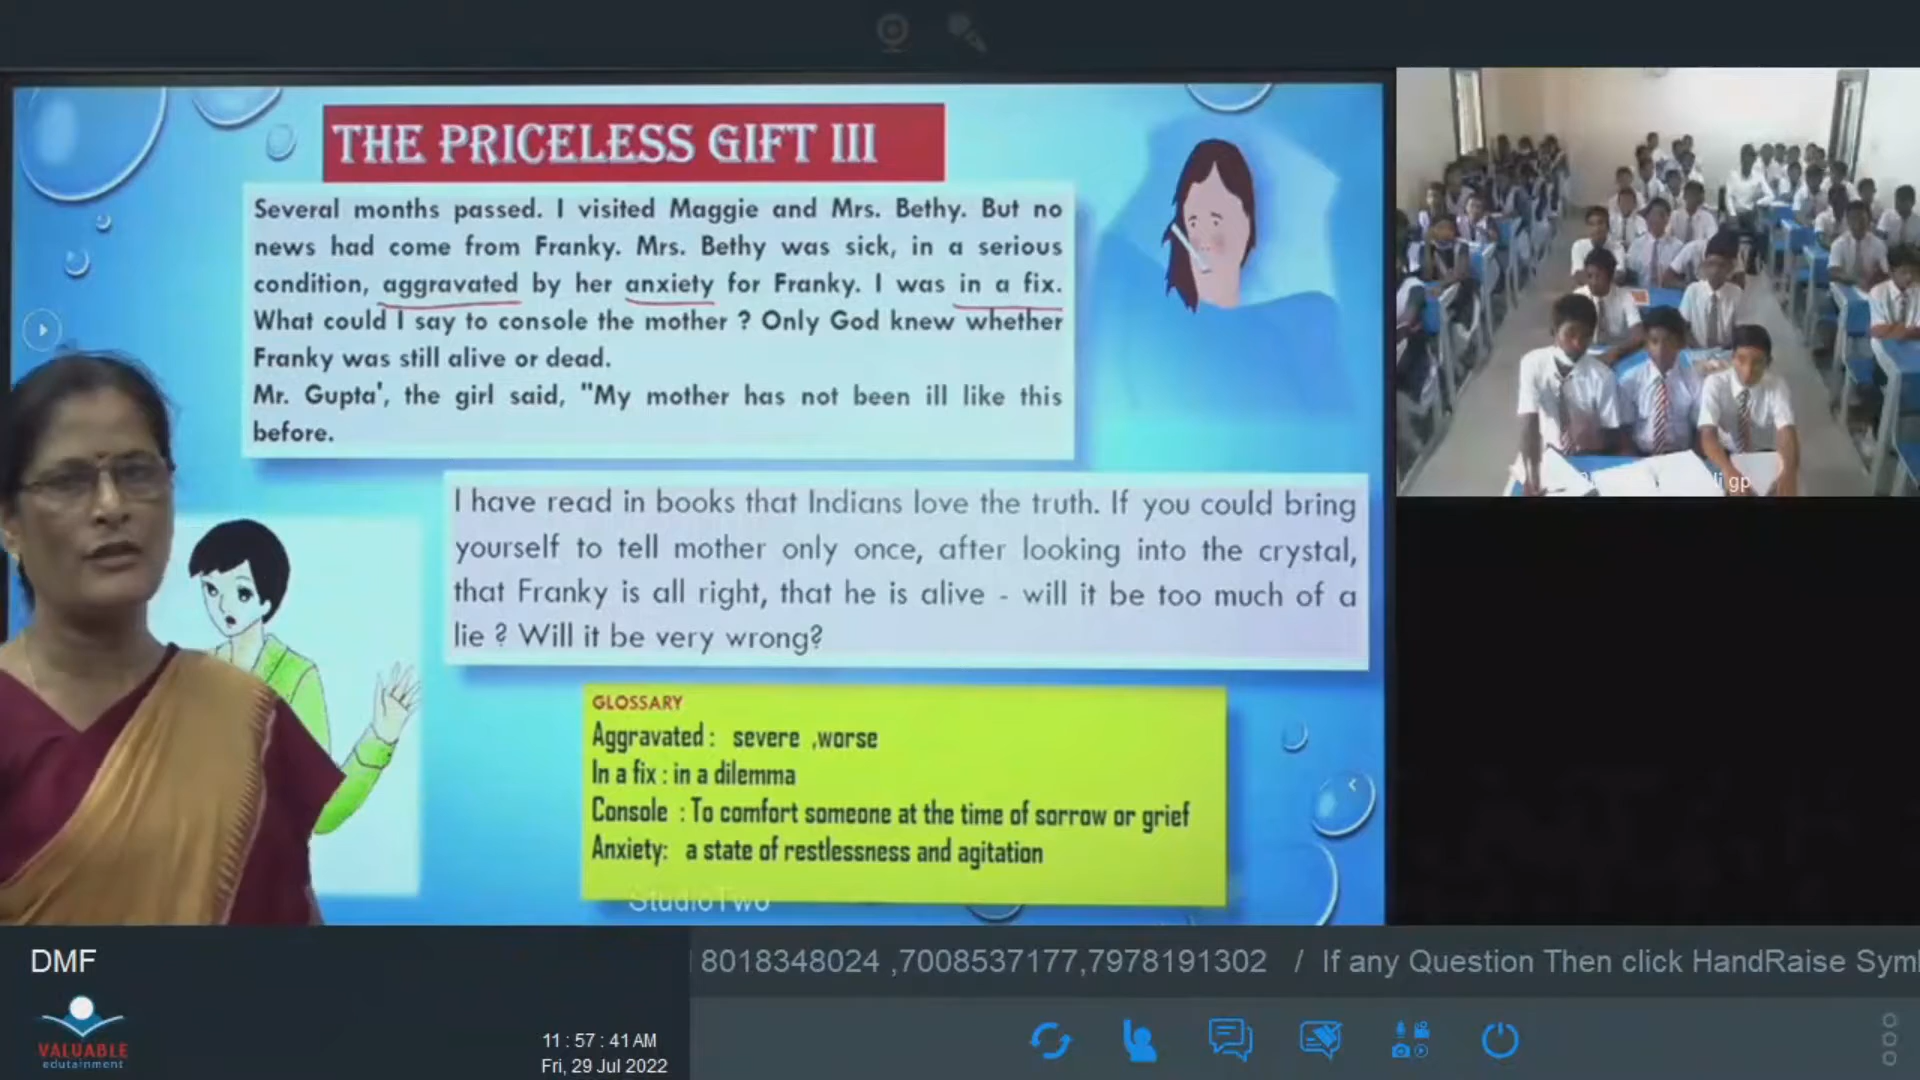 THE PRICELESS GIFT III
Several months passed. I visited Maggie and Mrs. Bethy. But no
news had come from Franky. Mrs. Bethy was sick, in a serious
condition, aggravated by her anxiety for Franky. I was in a fix.
What could I say to console the mother ? Only God knew whether
Franky was still alive or dead.
Mr. Gupta', the girl said, "My mother has not been ill like this
before.
I have read in books that Indians love the truth. If you could bring
yourself to tell mother only once, after looking into the crystal,
that Franky is all right, that he is alive - will it be too much of a
lie ? Will it be very wrong?
GLOSSARY
Aggravated : severe ,worse
In a fix : in a dilemma
Console : To comfort someone at the time of sorrow or grief
Anxiety: a state of restlessness and agitation
StudioTwo
gp
DMF
8018348024 ,7008537177,7978191302 / If any Question Then click HandRaise Sym
VALUABLE
edutainment
11 : 57 : 41 AM
Fri, 29 Jul 2022